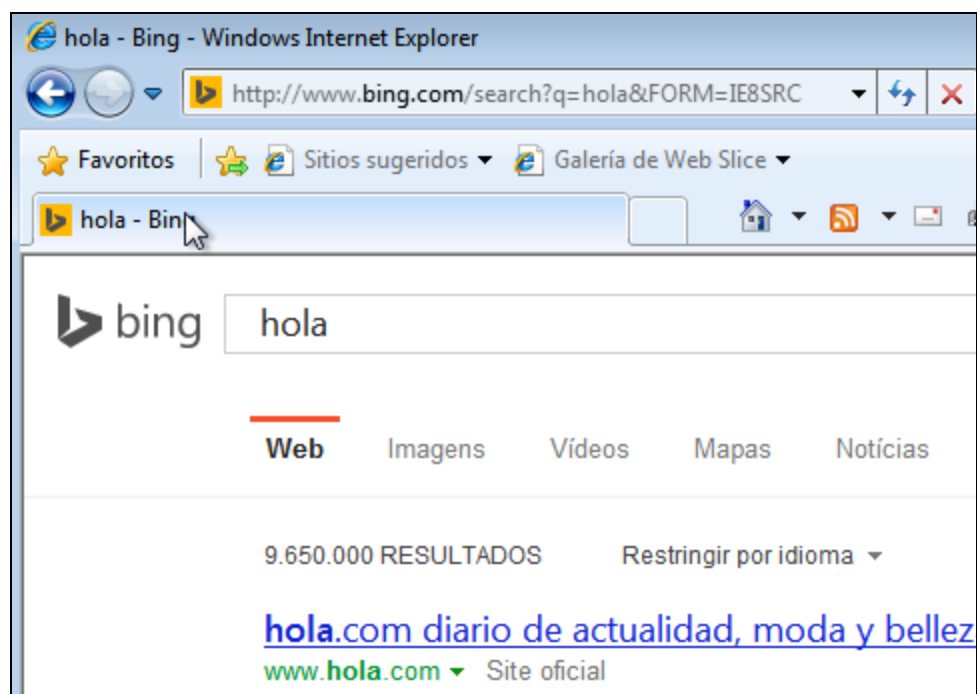 hola - Bing - Windows Internet Explorer
http://www.bing.com/search?q=hola&FORM=IE8SRC
Favoritos Sitios sugeridos Galería de Web Slice
hola - Bing
bing hola
Web Imagens Vídeos Mapas Notícias
9.650.000 RESULTADOS Restringir por idioma
hola.com diario de actualidad, moda y bellez
www.hola.com Site oficial